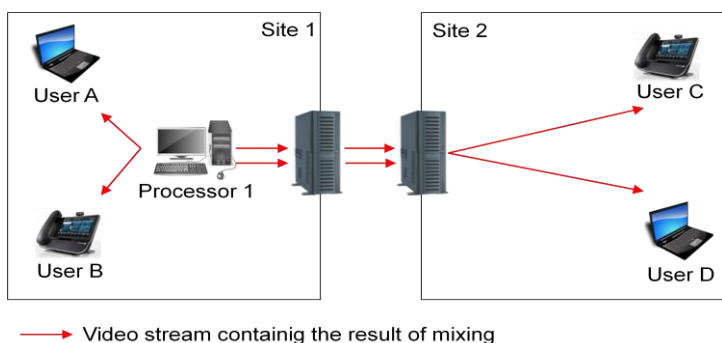 Site 1
Site 2
User A
User C
Processor 1
User B
User D
Video stream containig the result of mixing